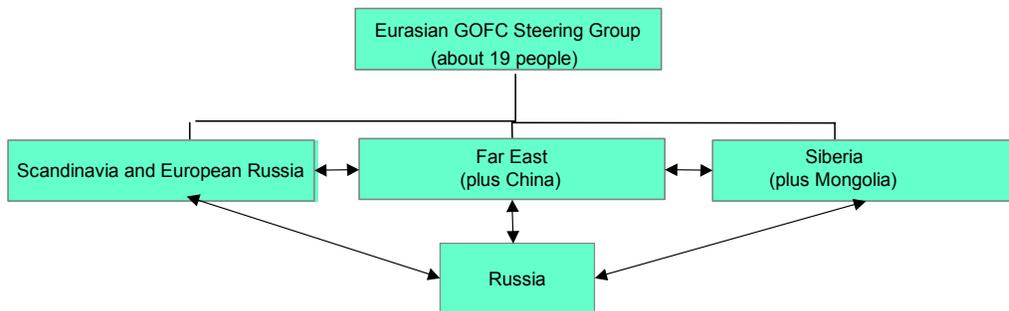 Eurasian GOFC Steering Group
(about 19 people)
Scandinavia and European Russia
Far East
(plus China)
Siberia
(plus Mongolia)
Russia